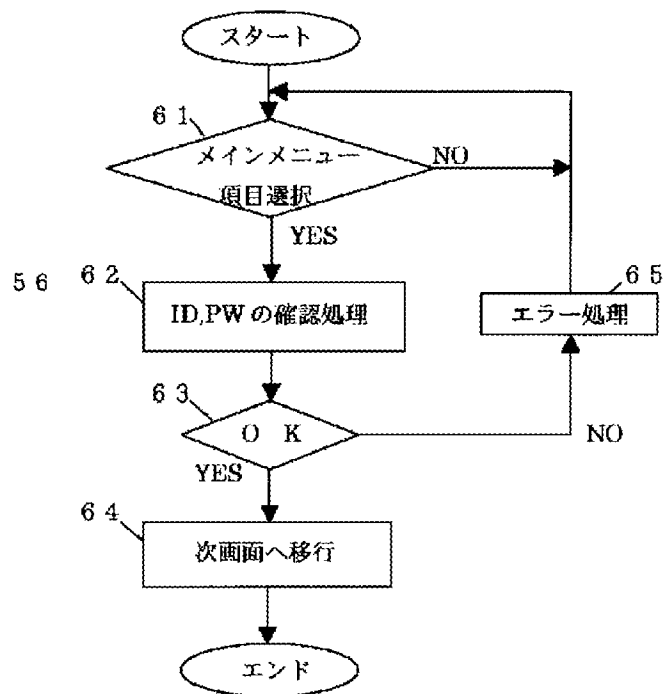 スタート
６１
メインメニュー
項目選択
NO
YES
５６
６２
ID,PW の確認処理
６５
エラー処理
６３
Ｏ Ｋ
NO
YES
６４
次画面へ移行
エンド